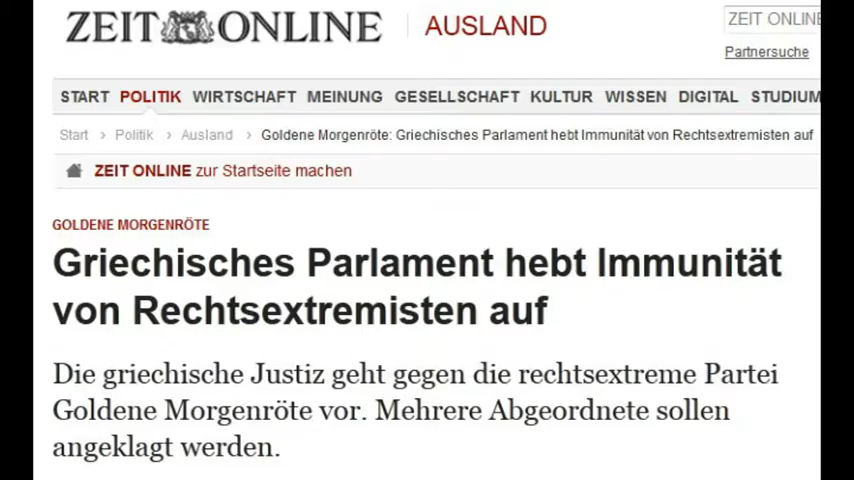 ZEIT ONLINE AUSLAND ZEIT ONLINE
Partnersuche
START POLITIK WIRTSCHAFT MEINUNG GESELLSCHAFT KULTUR WISSEN DIGITAL STUDIUM
Start › Politik › Ausland › Goldene Morgenröte: Griechisches Parlament hebt Immunität von Rechtsextremisten auf
ZEIT ONLINE zur Startseite machen
GOLDENE MORGENRÖTE
Griechisches Parlament hebt Immunität
von Rechtsextremisten auf
Die griechische Justiz geht gegen die rechtsextreme Partei
Goldene Morgenröte vor. Mehrere Abgeordnete sollen
angeklagt werden.